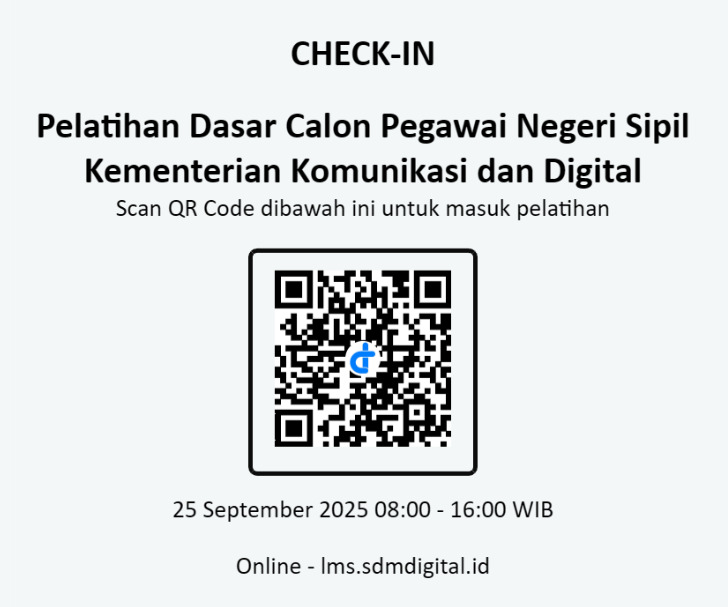 CHECK-IN
Pelatihan Dasar Calon Pegawai Negeri Sipil
Kementerian Komunikasi dan Digital
Scan QR Code dibawah ini untuk masuk pelatihan
25 September 2025 08:00 - 16:00 WIB
Online - lms.sdmdigital.id